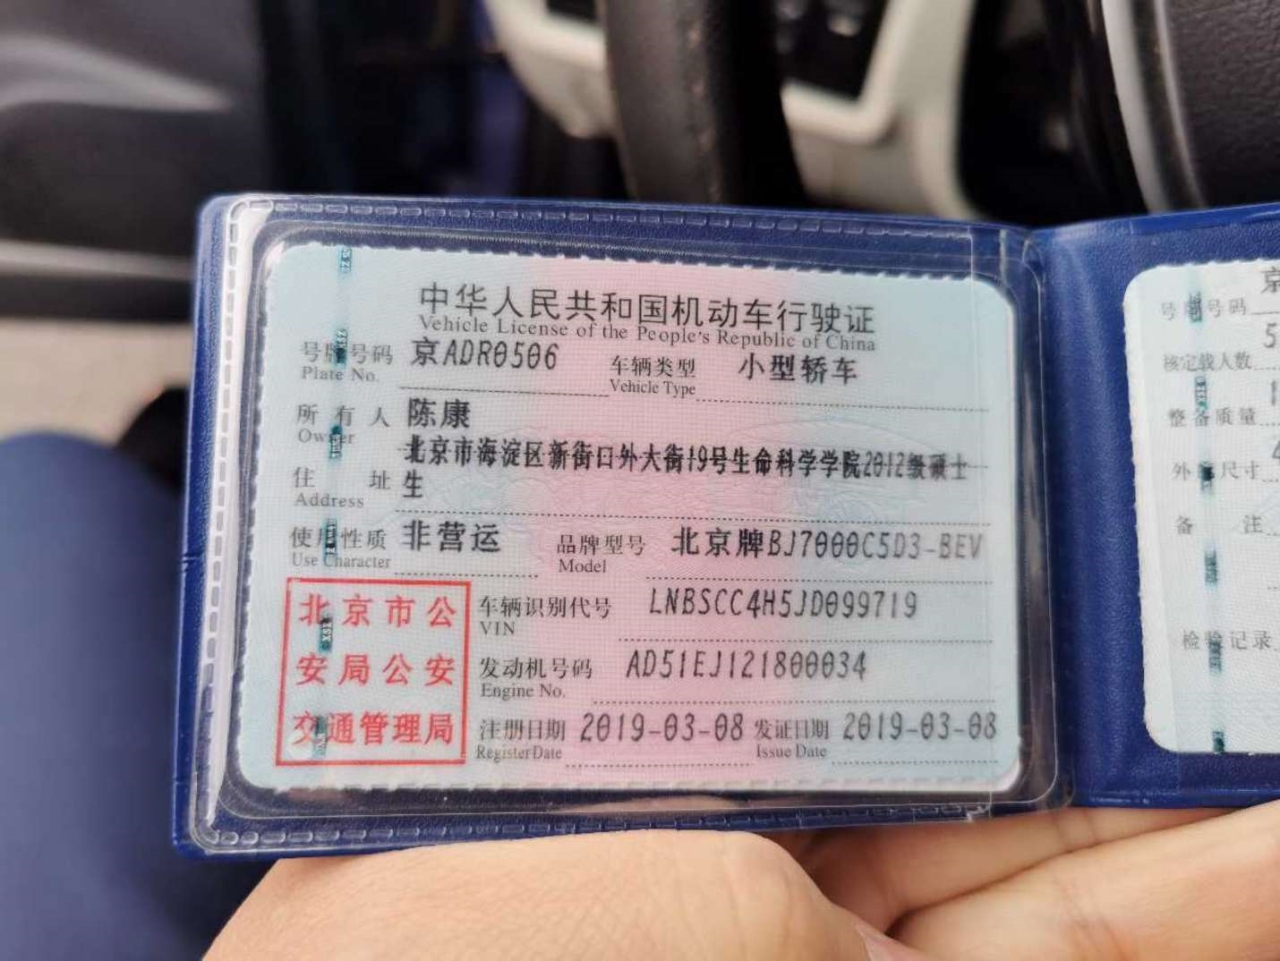 中华人民共和国机动车行驶证
Vehicle License of the People's Republic of China
号牌号码 京ADR0506 车辆类型 小型轿车
Plate No. Vehicle Type
所有人 陈康
Owner
北京市海淀区新街口外大街19号生命科学学院2012级硕士
住址 生
Address
使用性质 非营运 品牌型号 北京牌BJ7000C5D3-BEV
Use Character Model
北京市公
安局公安
交通管理局
车辆识别代号 LNBSCC4H5JD099719
VIN
发动机号码 AD51EJ121800034
Engine No.
注册日期 2019-03-08 发证日期 2019-03-08
Register Date Issue Date
京
号牌号码
5
核定载人数
整备质量
外廓尺寸 4
备注
检验记录